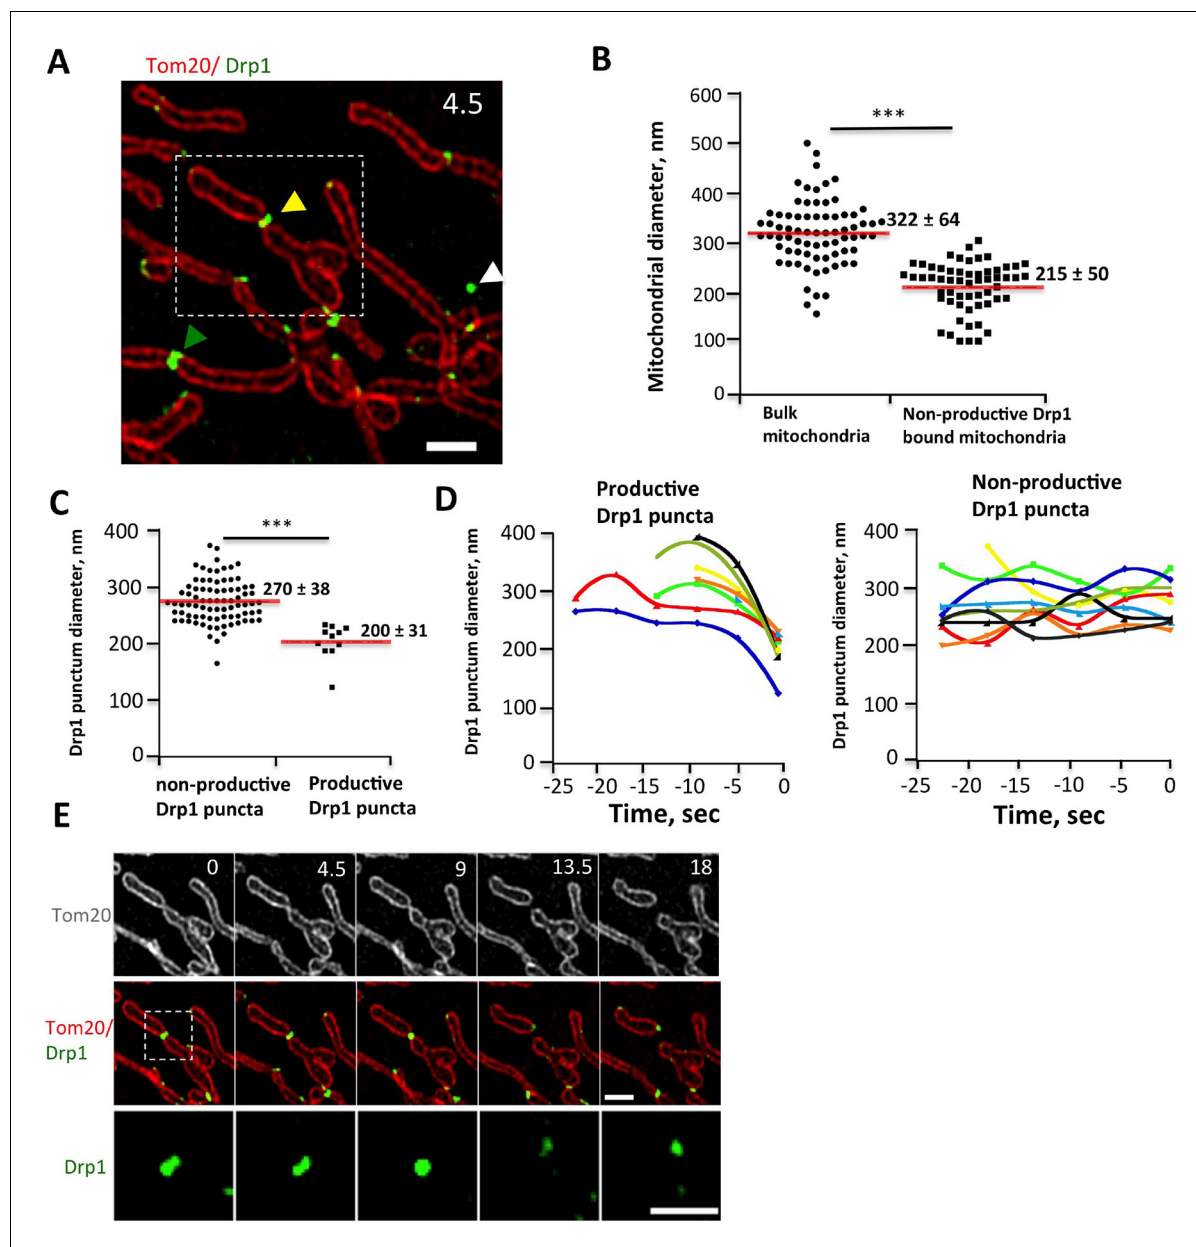 A
Tom20/ Drp1
4.5
B
Mitochondrial diameter, nm
600
500
400
300
200
100
0
***
322 ± 64
215 ± 50
Bulk
mitochondria
Non-productive Drp1
bound mitochondria
C
Drp1 punctum diameter, nm
400
300
200
100
0
***
270 ± 38
200 ± 31
non-productive
Drp1 puncta
Productive
Drp1 puncta
D
Productive
Drp1 puncta
Drp1 punctum diameter, nm
400
300
200
100
0
-25 -20 -15 -10 -5 0
Time, sec
Non-productive
Drp1 puncta
Drp1 punctum diameter, nm
400
300
200
100
0
-25 -20 -15 -10 -5 0
Time, sec
E
Tom20
0 4.5 9 13.5 18
Tom20/
Drp1
Drp1